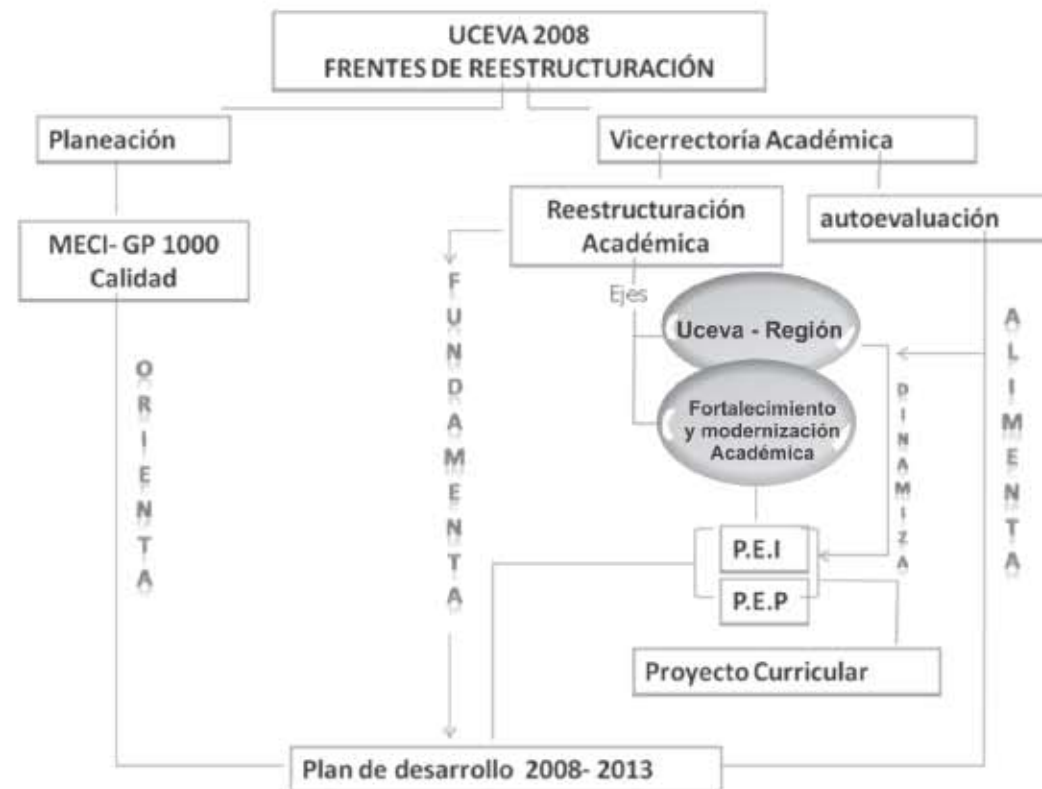 UCEVA 2008
FRENTES DE REESTRUCTURACIÓN
Planeación
Vicerrectoría Académica
MECI- GP 1000
Calidad
Reestructuración
Académica
autoevaluación
Ejes
Uceva - Región
Fortalecimiento
y modernización
Académica
ORIENTA
FUNDAMENTA
DINAMIZA
ALIMENTA
P.E.I
P.E.P
Proyecto Curricular
Plan de desarrollo 2008- 2013